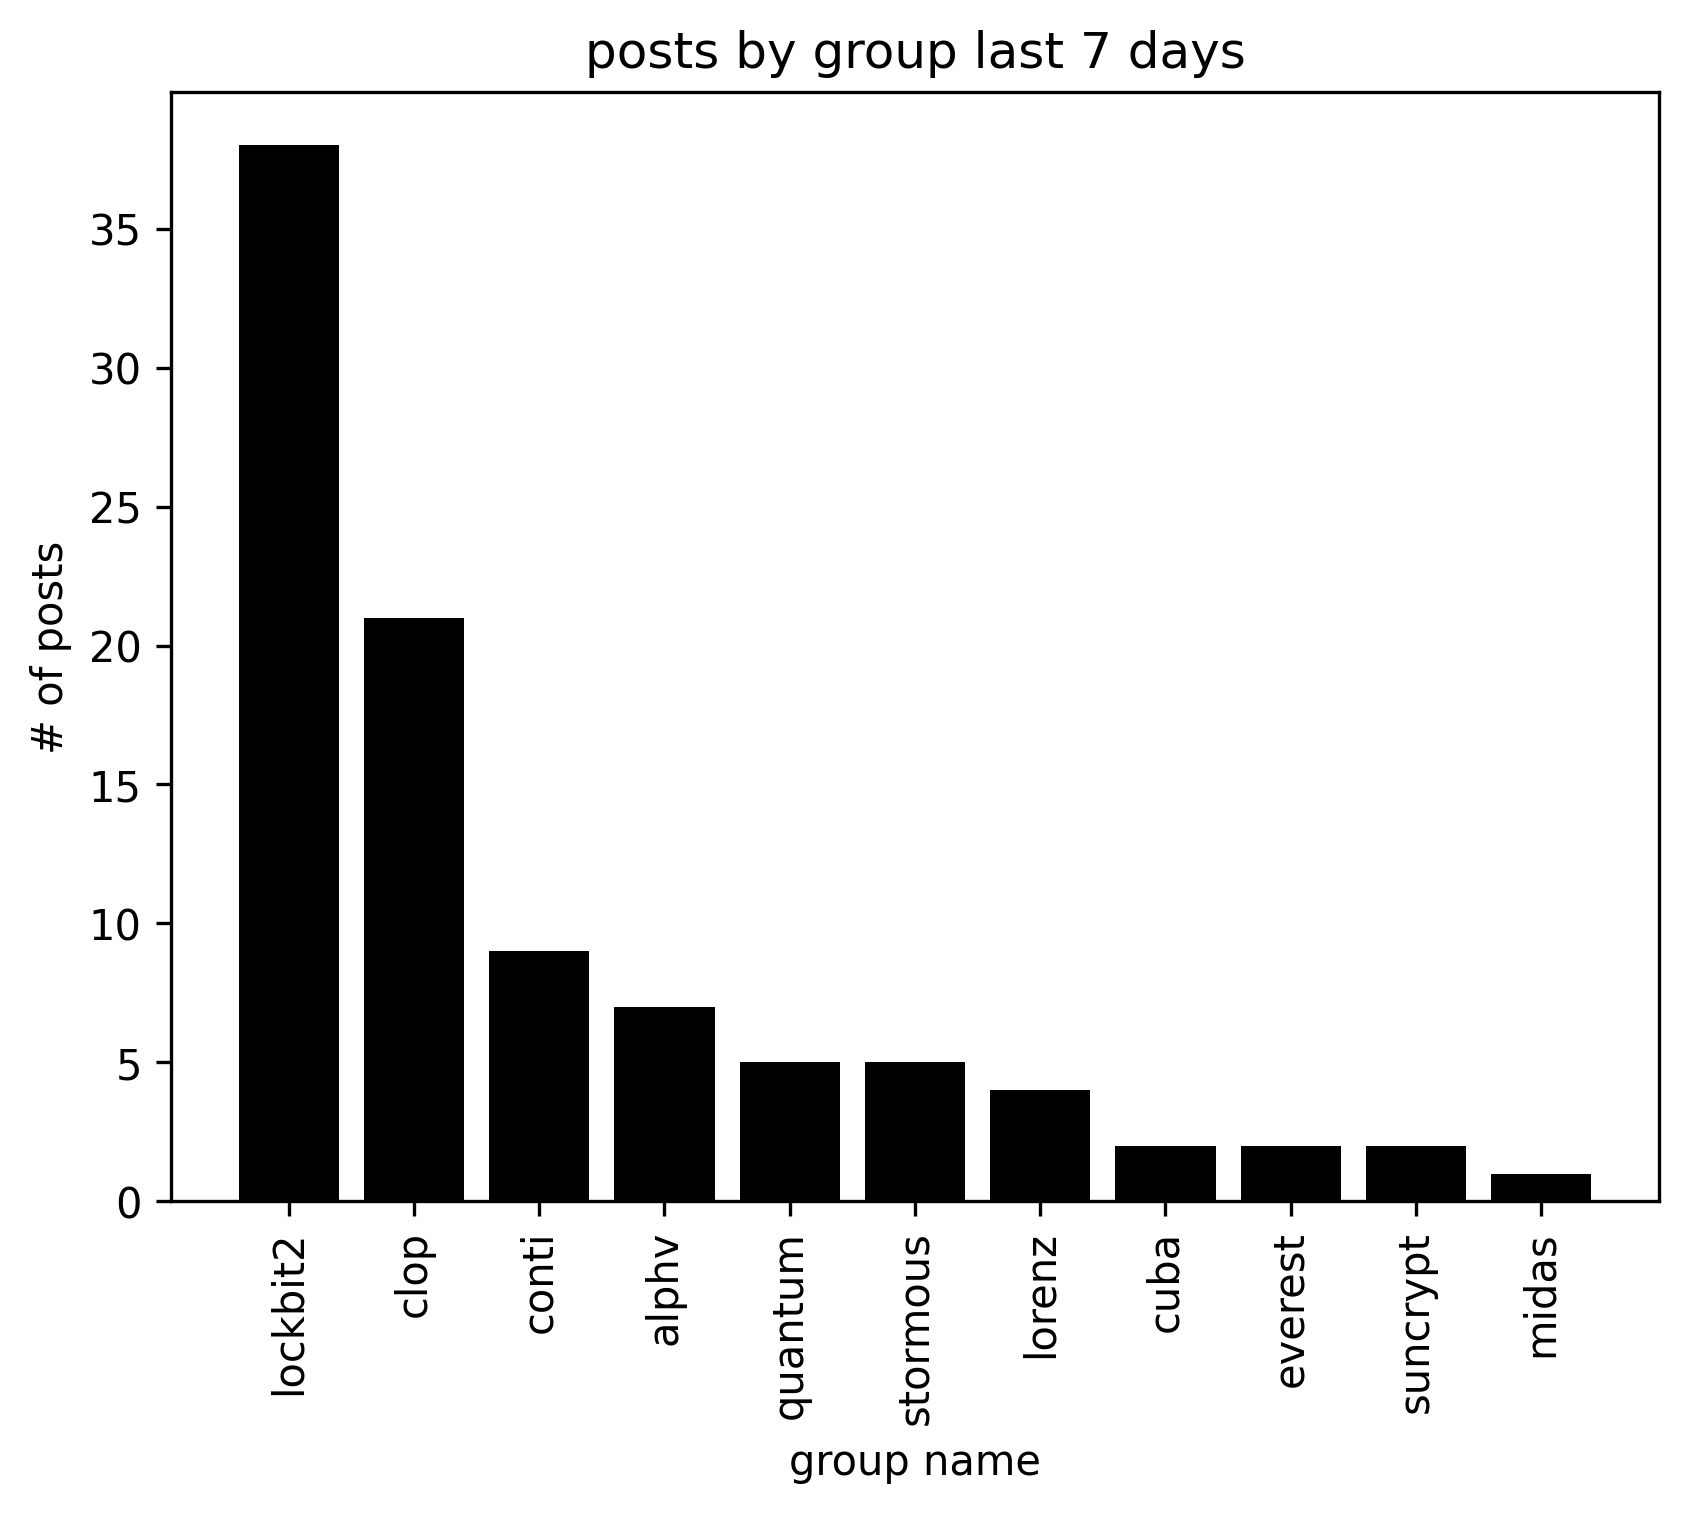 posts by group last 7 days
# of posts
35
30
25
20
15
10
5
0
lockbit2
clop
conti
alphv
quantum
stormous
lorenz
cuba
everest
suncrypt
midas
group name